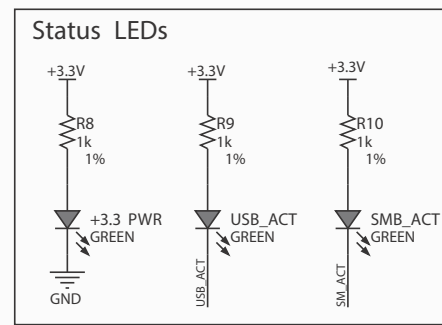 Status LEDs
+3.3V
R8
1k
1%
+3.3 PWR
GREEN
GND
+3.3V
R9
1k
1%
USB_ACT
GREEN
USB_ACT
+3.3V
R10
1k
1%
SMB_ACT
GREEN
SM_ACT